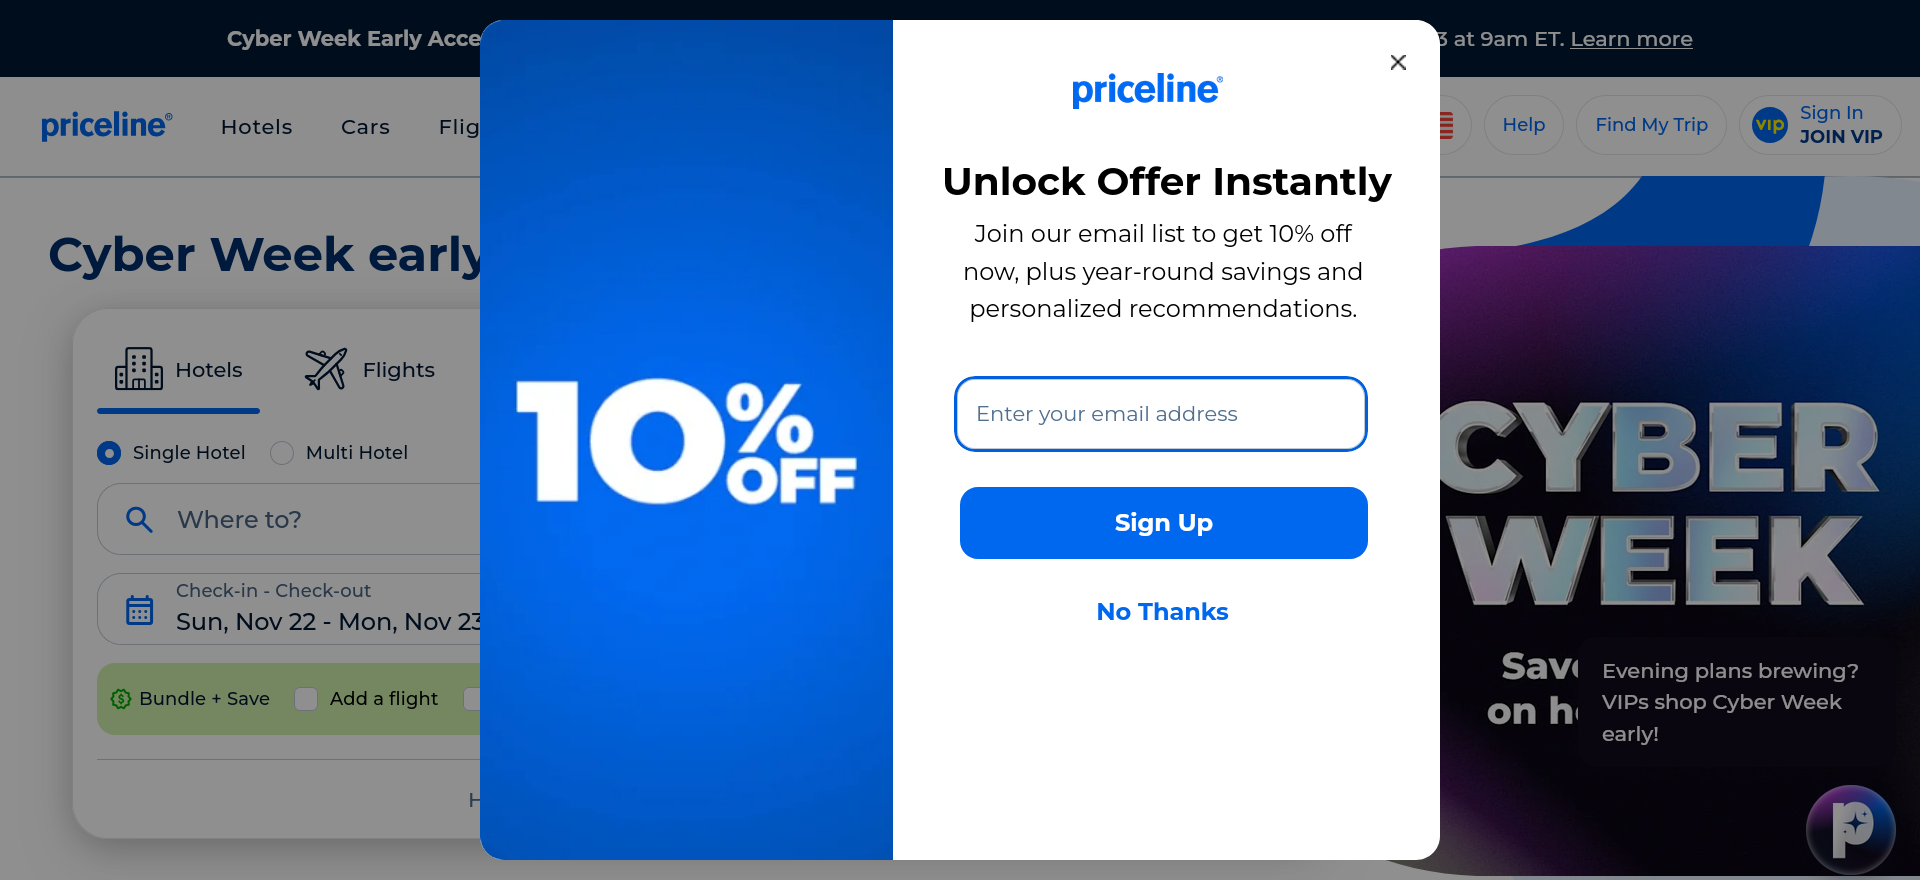 Cyber Week Early Acce
3 at 9am ET. Learn more
priceline®
Hotels
Cars
Flig
Help
Find My Trip
vip
Sign In
JOIN VIP
Cyber Week early
Hotels
Flights
Single Hotel
Multi Hotel
Where to?
Check-in - Check-out
Sun, Nov 22 - Mon, Nov 23
$ Bundle + Save
Add a flight
H
10% OFF
priceline®
Unlock Offer Instantly
Join our email list to get 10% off
now, plus year-round savings and
personalized recommendations.
Enter your email address
Sign Up
No Thanks
CYBER
WEEK
Save
on h
Evening plans brewing?
VIPs shop Cyber Week
early!
p